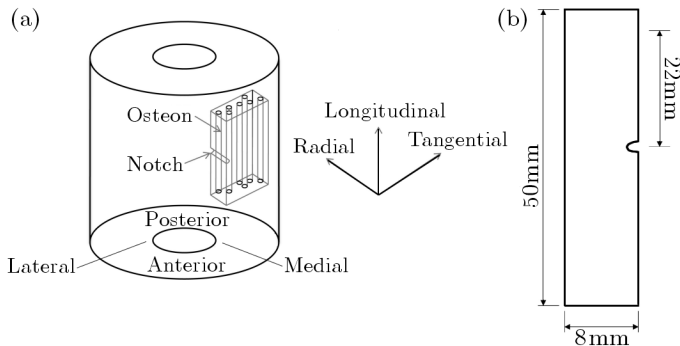 (a)
Osteon
Notch
Longitudinal
Radial
Tangential
Posterior
Lateral
Anterior
Medial
(b)
50mm
22mm
8mm